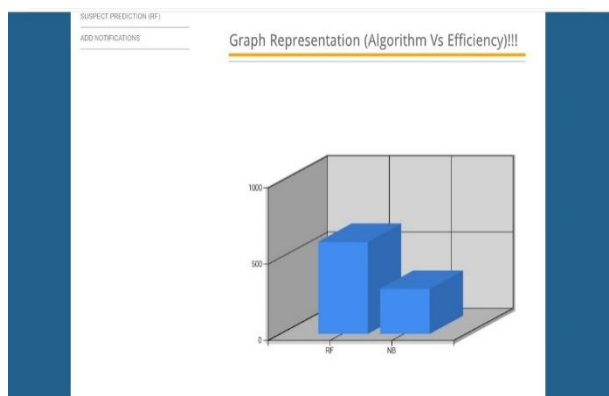 SUSPECT PREDICTION (RF)
ADD NOTIFICATIONS
Graph Representation (Algorithm Vs Efficiency)!!!
1000
500
0
RF
NB